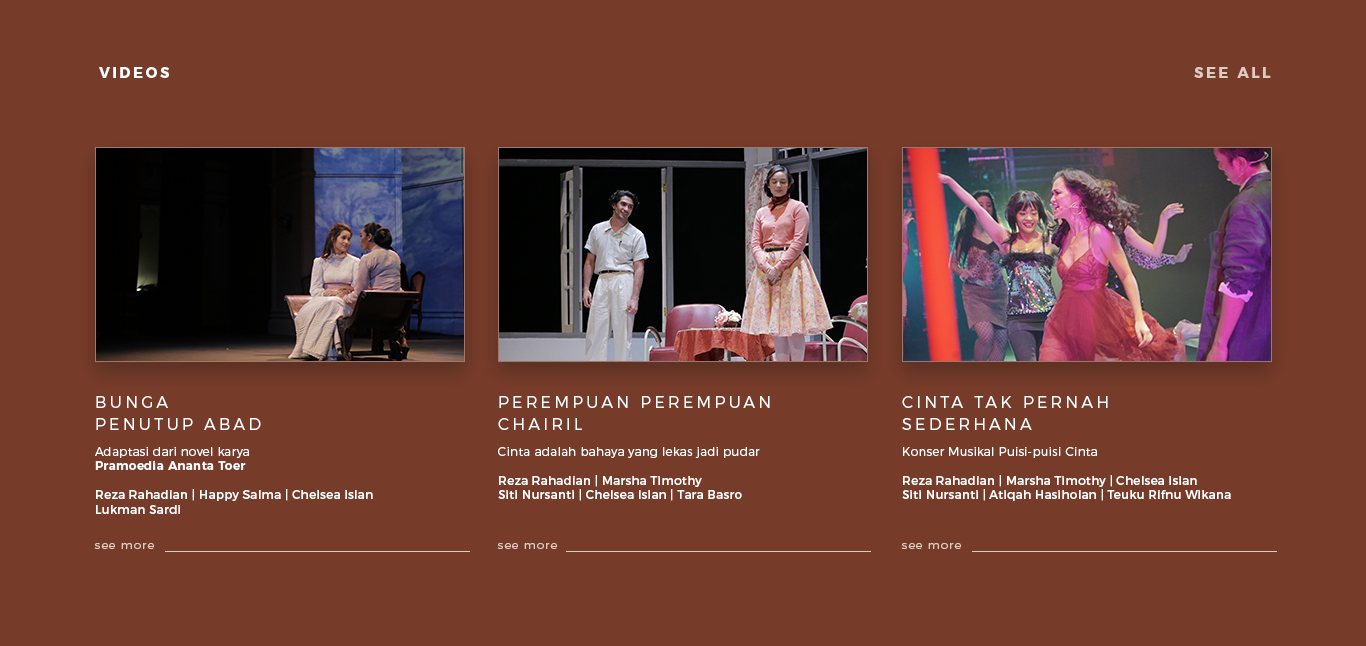 VIDEOS
SEE ALL
BUNGA
PENUTUP ABAD
Adaptasi dari novel karya
Pramoedia Ananta Toer
Reza Rahadian | Happy Salma | Chelsea Islan
Lukman Sardi
see more
PEREMPUAN PEREMPUAN
CHAIRIL
Cinta adalah bahaya yang lekas jadi pudar
Reza Rahadian | Marsha Timothy
Siti Nursanti | Chelsea Islan | Tara Basro
see more
CINTA TAK PERNAH
SEDERHANA
Konser Musikal Puisi-puisi Cinta
Reza Rahadian | Marsha Timothy | Chelsea Islan
Siti Nursanti | Atiqah Hasiholan | Teuku Rifnu Wikana
see more